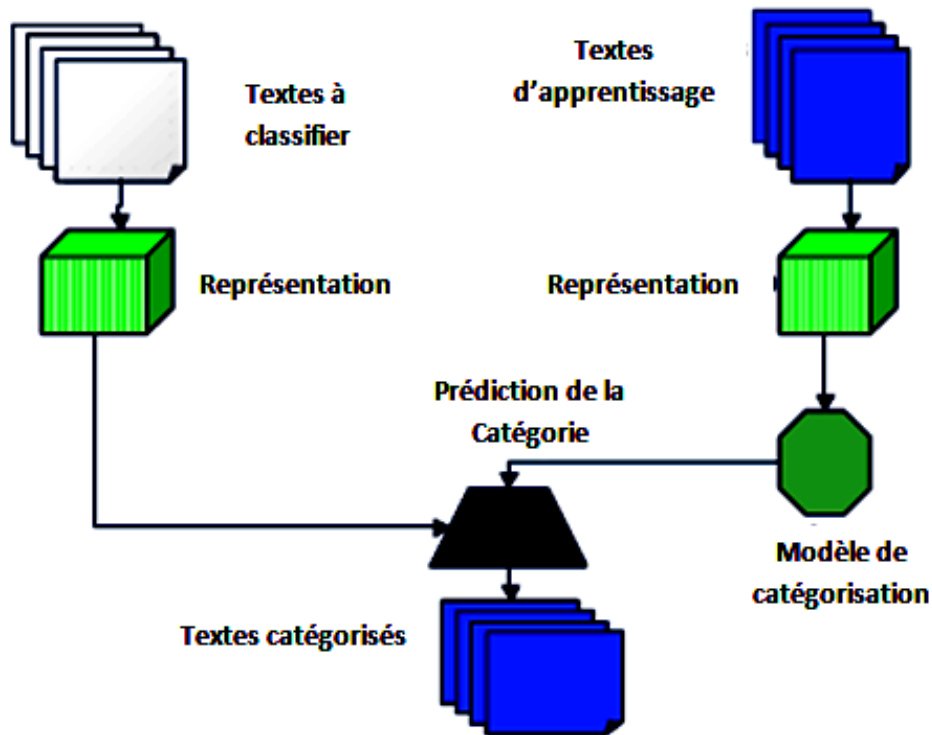 Textes à
classifier
Textes
d’apprentissage
Représentation
Représentation
Prédiction de la
Catégorie
Modèle de
catégorisation
Textes catégorisés